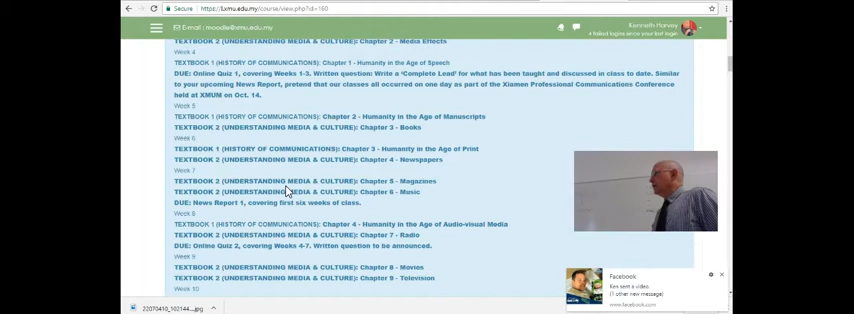 Secure | https://l.xmu.edu.my/course/view.php?id=160
E-mail : moodle@xmu.edu.my
Kenneth Harvey
4 failed logins since your last login
TEXTBOOK 2 (UNDERSTANDING MEDIA & CULTURE): Chapter 2 - Media Effects
Week 4
TEXTBOOK 1 (HISTORY OF COMMUNICATIONS): Chapter 1 - Humanity in the Age of Speech
DUE: Online Quiz 1, covering Weeks 1-3. Written question: Write a 'Complete Lead' for what has been taught and discussed in class to date. Similar
to your upcoming News Report, pretend that our classes all occurred on one day as part of the Xiamen Professional Communications Conference
held at XMUM on Oct. 14.
Week 5
TEXTBOOK 1 (HISTORY OF COMMUNICATIONS): Chapter 2 - Humanity in the Age of Manuscripts
TEXTBOOK 2 (UNDERSTANDING MEDIA & CULTURE): Chapter 3 - Books
Week 6
TEXTBOOK 1 (HISTORY OF COMMUNICATIONS): Chapter 3 - Humanity in the Age of Print
TEXTBOOK 2 (UNDERSTANDING MEDIA & CULTURE): Chapter 4 - Newspapers
Week 7
TEXTBOOK 2 (UNDERSTANDING MEDIA & CULTURE): Chapter 5 - Magazines
TEXTBOOK 2 (UNDERSTANDING MEDIA & CULTURE): Chapter 6 - Music
DUE: News Report 1, covering first six weeks of class.
Week 8
TEXTBOOK 1 (HISTORY OF COMMUNICATIONS): Chapter 4 - Humanity in the Age of Audio-visual Media
TEXTBOOK 2 (UNDERSTANDING MEDIA & CULTURE): Chapter 7 - Radio
DUE: Online Quiz 2, covering Weeks 4-7. Written question to be announced.
Week 9
TEXTBOOK 2 (UNDERSTANDING MEDIA & CULTURE): Chapter 8 - Movies
TEXTBOOK 2 (UNDERSTANDING MEDIA & CULTURE): Chapter 9 - Television
Week 10
Facebook
Ken sent a video.
(1 other new message)
www.facebook.com
22070410_102144....jpg